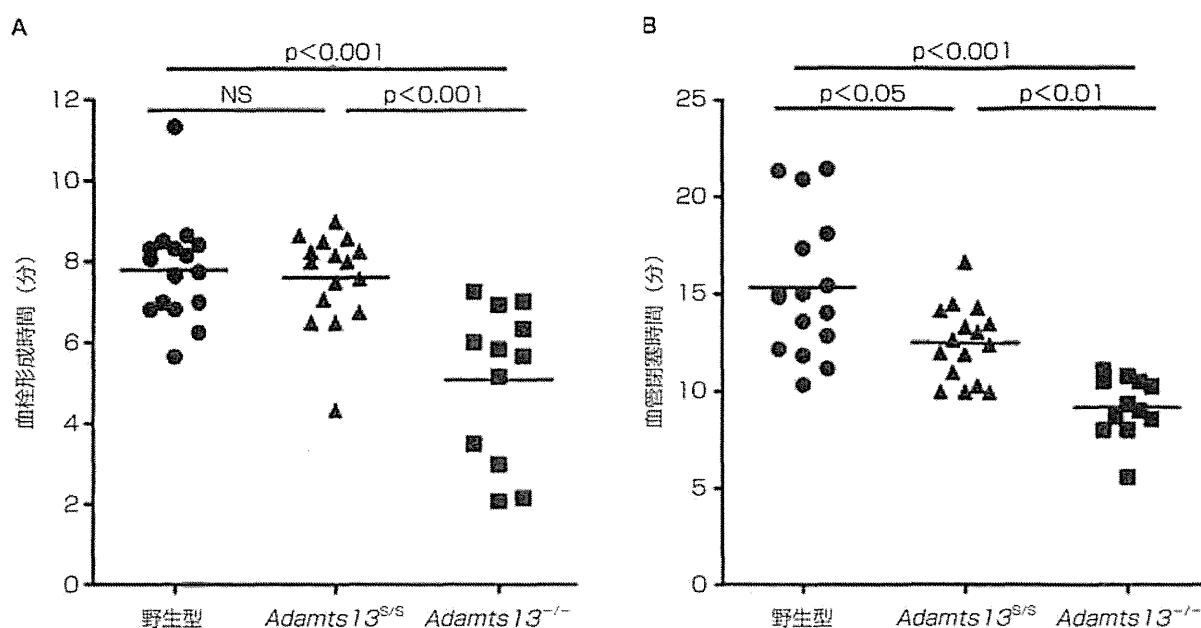 A
p<0.001
NS
p<0.001
血栓形成時間（分）
12
10
8
6
4
2
0
野生型
Adamts13S/S
Adamts13−/−
B
p<0.001
p<0.05
p<0.01
血管閉塞時間（分）
25
20
15
10
5
0
野生型
Adamts13S/S
Adamts13−/−